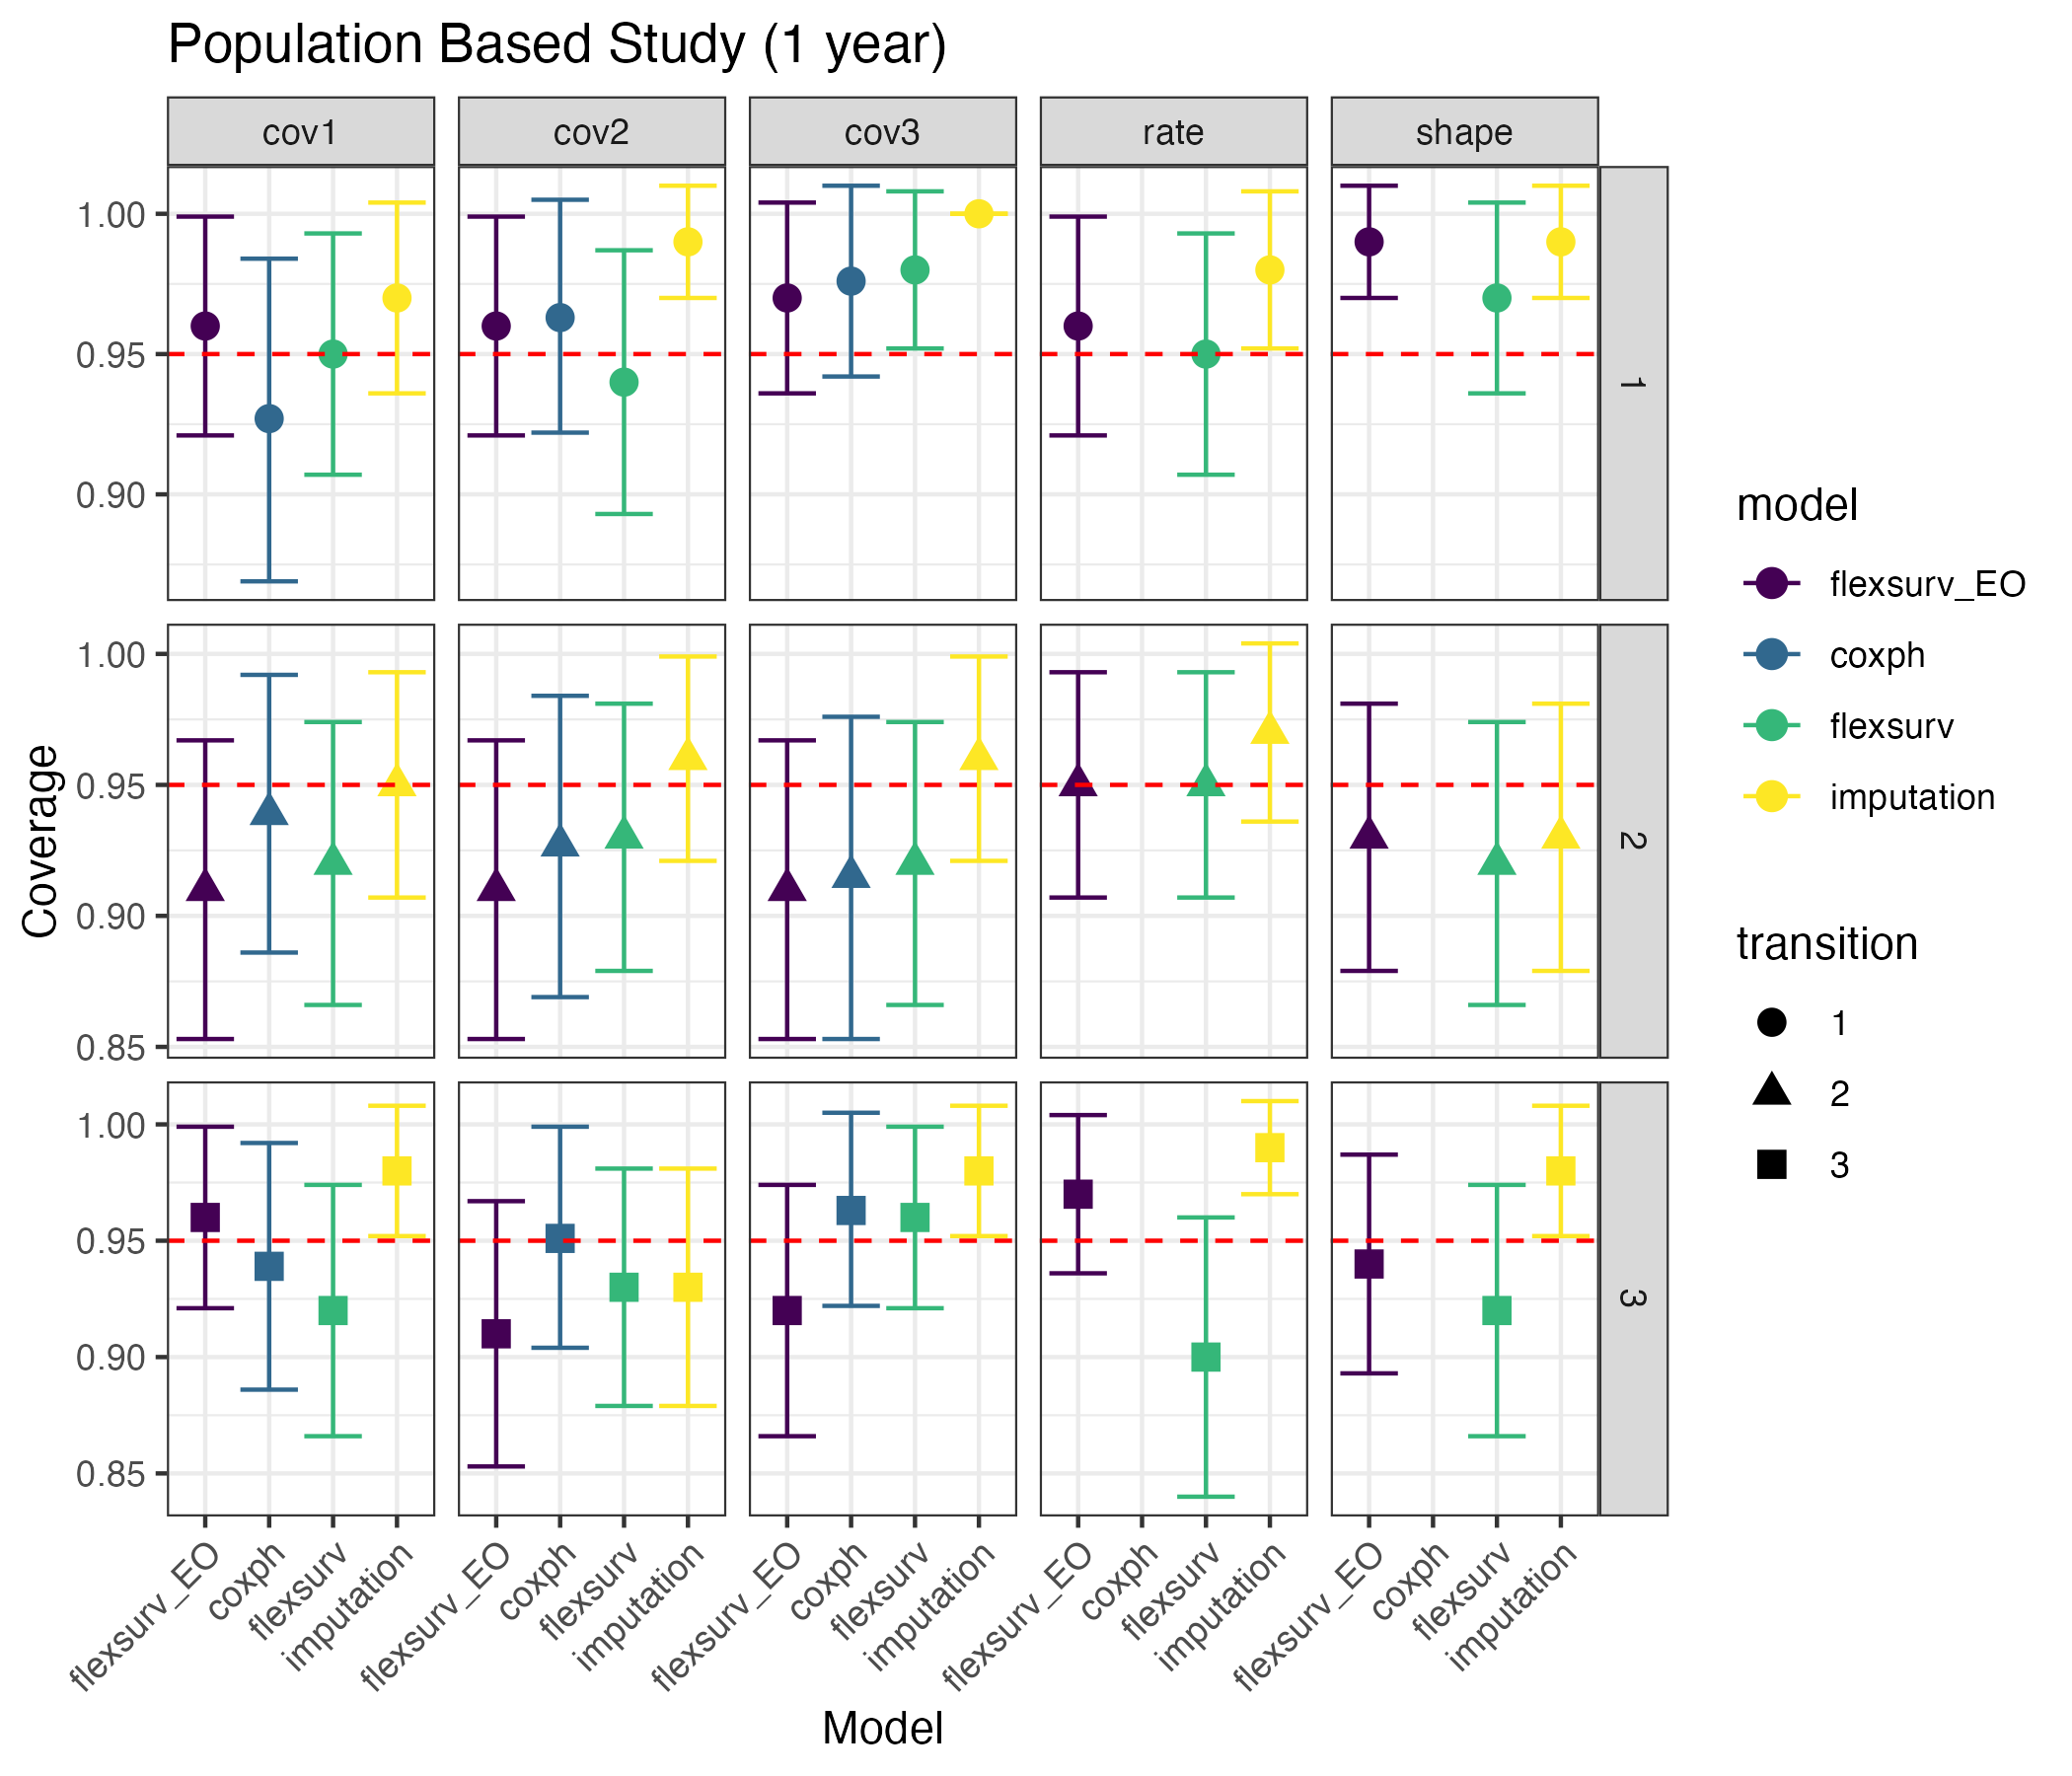 Population Based Study (1 year)
cov1 cov2 cov3 rate shape
1.00
0.95
0.90
1
1.00
0.95
0.90
0.85
2
1.00
0.95
0.90
0.85
3
Coverage
flexsurv_EO coxph flexsurv imputation flexsurv_EO coxph flexsurv imputation flexsurv_EO coxph flexsurv imputation flexsurv_EO coxph flexsurv imputation flexsurv_EO coxph flexsurv imputation
Model
model
flexsurv_EO
coxph
flexsurv
imputation
transition
1
2
3